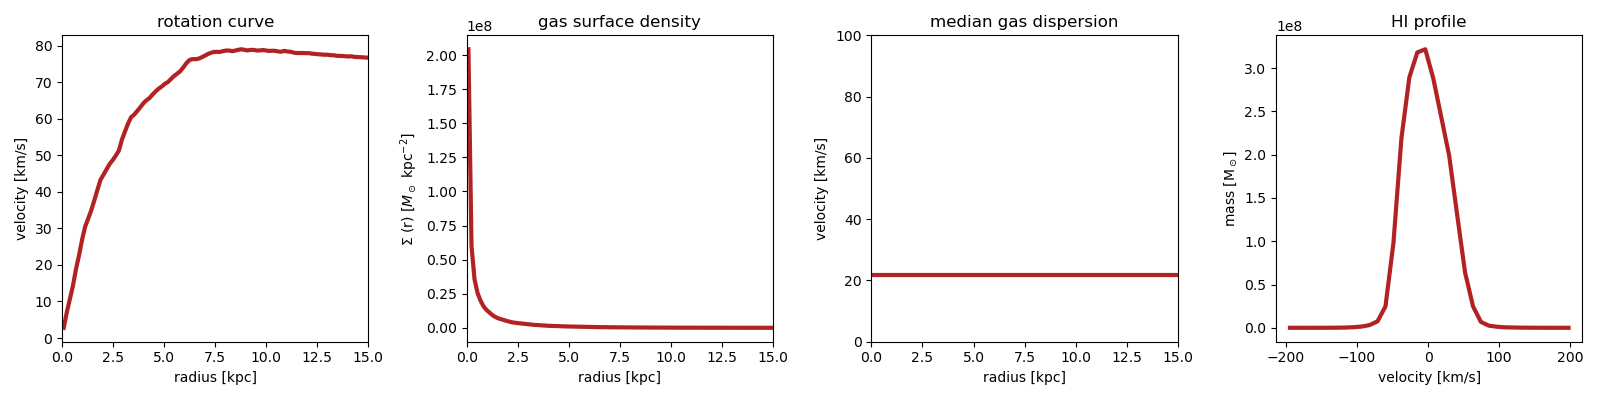 rotation curve
velocity [km/s]
80
70
60
50
40
30
20
10
0
0.0 2.5 5.0 7.5 10.0 12.5 15.0
radius [kpc]
gas surface density
1e8
Σ (r) [M⊙ kpc⁻²]
2.00
1.75
1.50
1.25
1.00
0.75
0.50
0.25
0.00
0.0 2.5 5.0 7.5 10.0 12.5 15.0
radius [kpc]
median gas dispersion
velocity [km/s]
100
80
60
40
20
0
0.0 2.5 5.0 7.5 10.0 12.5 15.0
radius [kpc]
HI profile
1e8
mass [M⊙]
3.0
2.5
2.0
1.5
1.0
0.5
0.0
−200 −100 0 100 200
velocity [km/s]